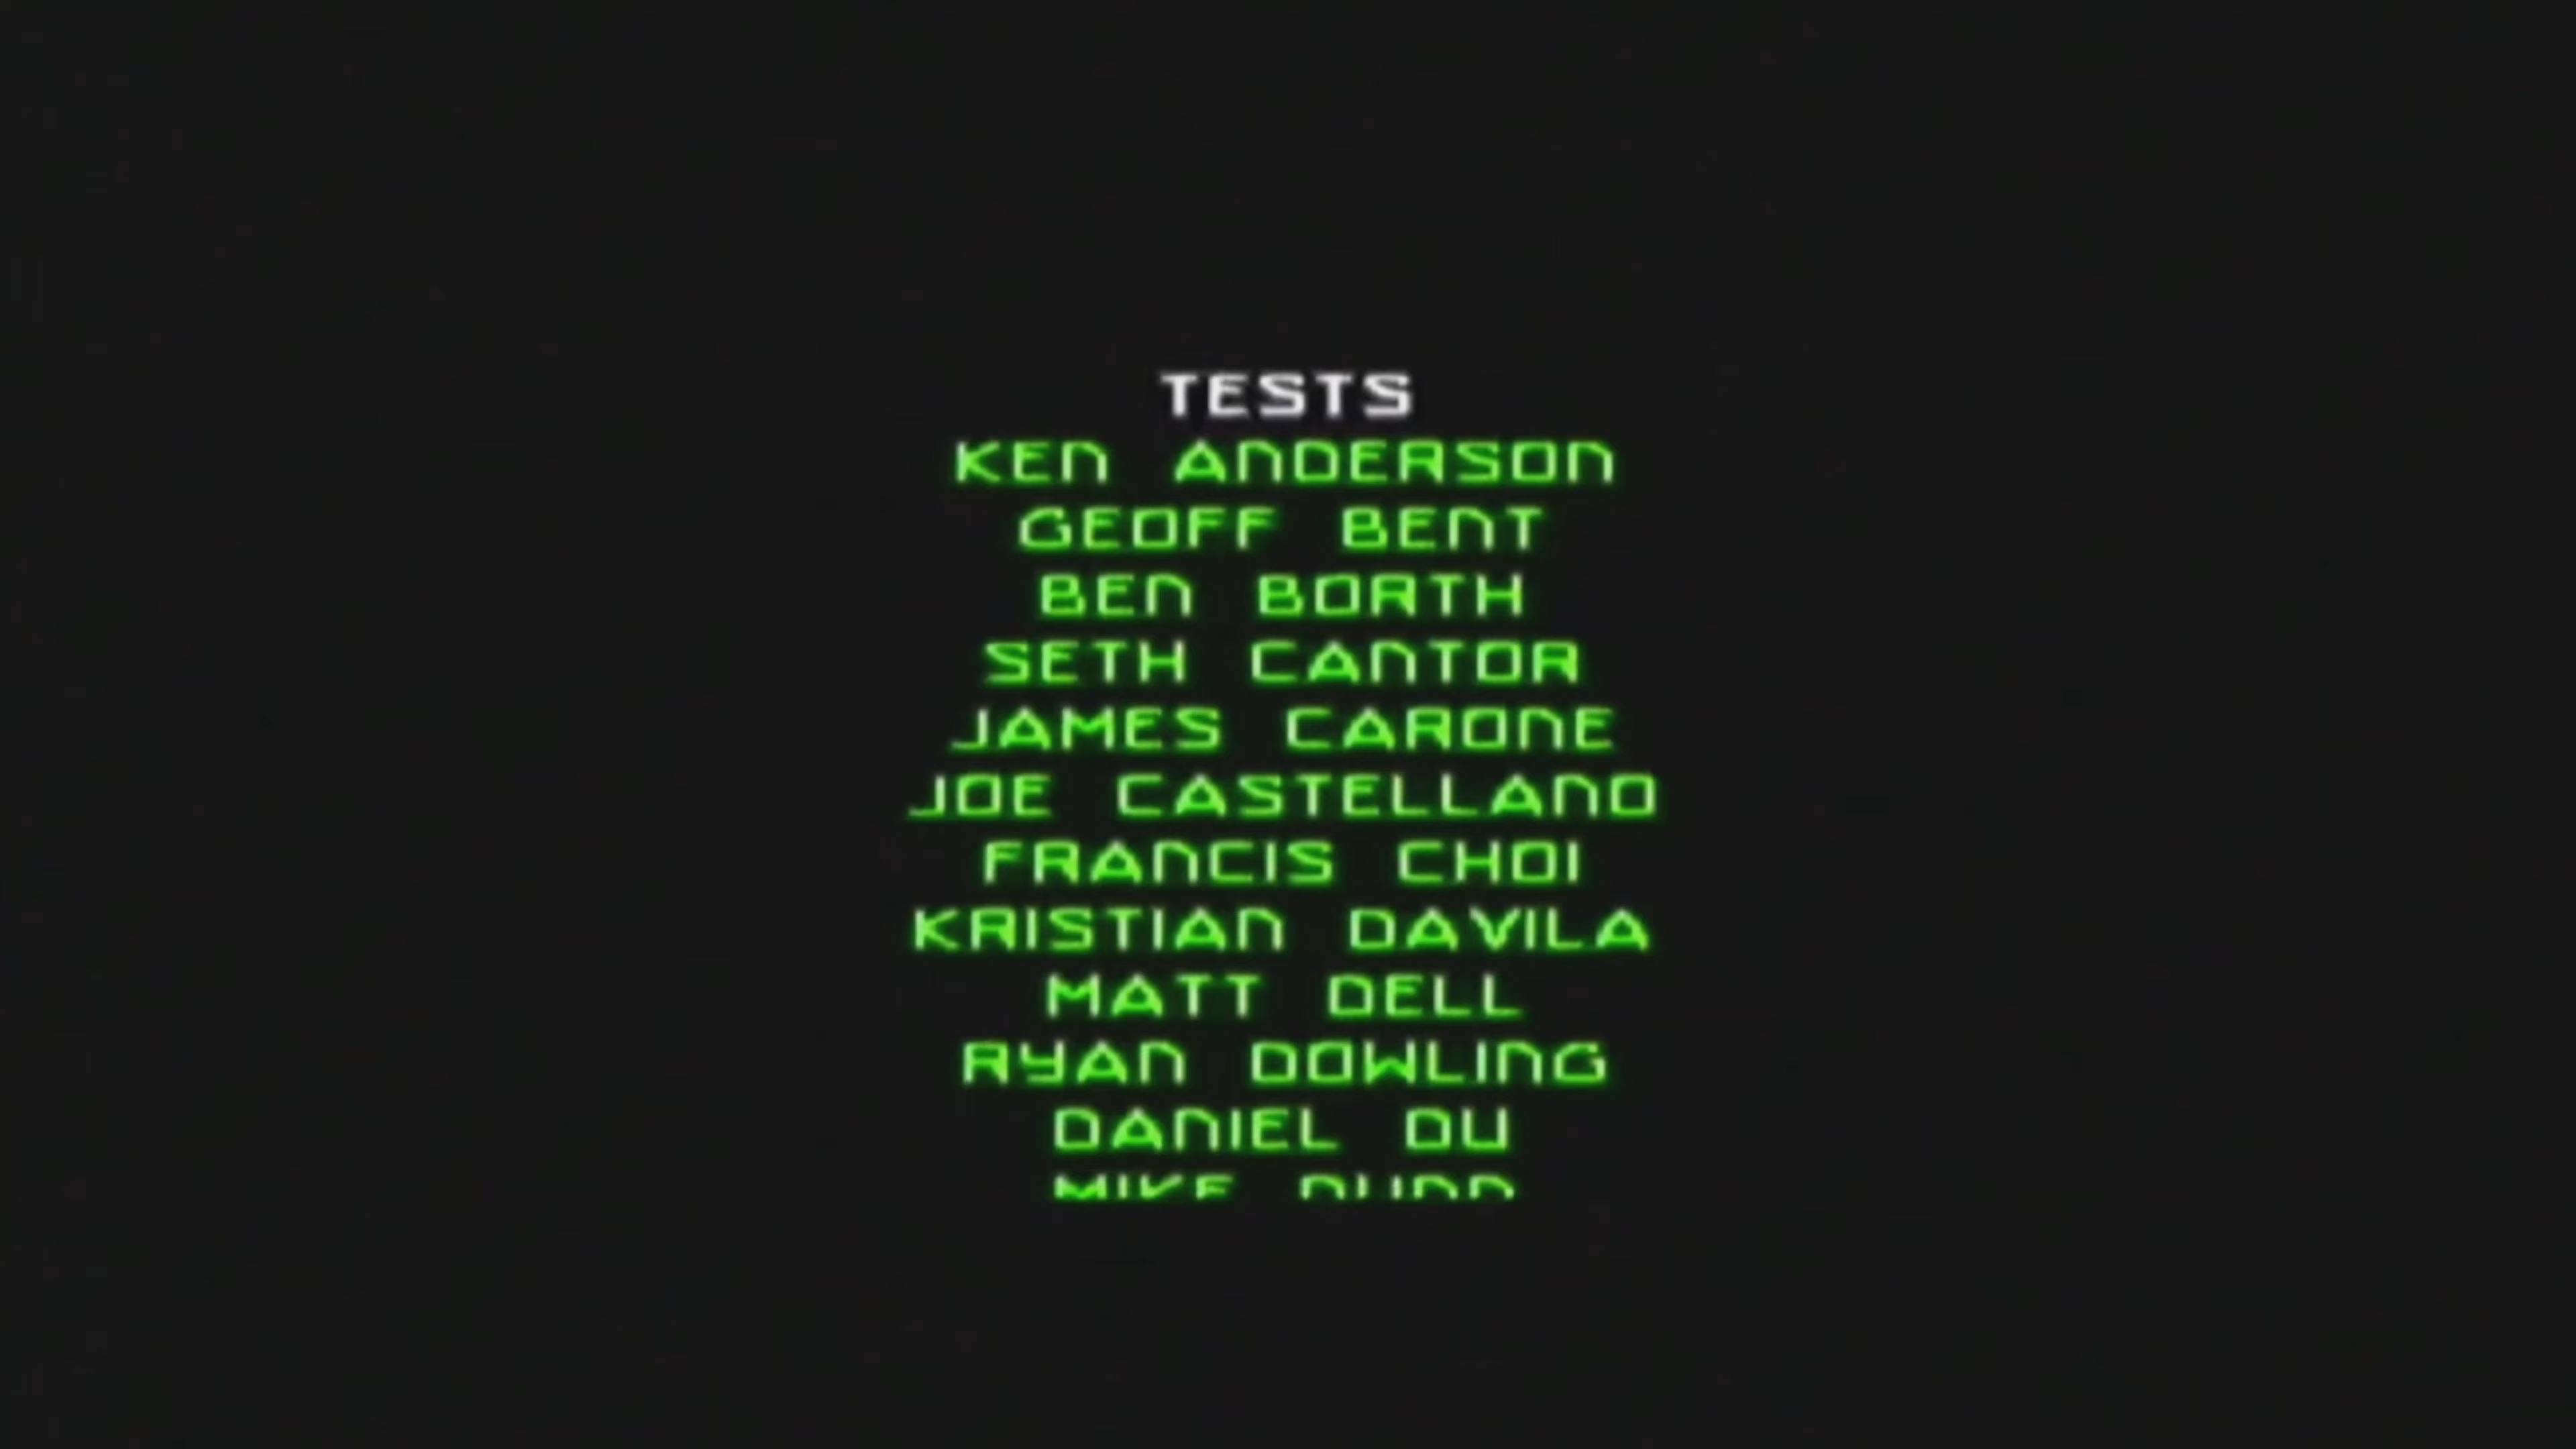 TESTS
KEN ANDERSON
GEOFF BENT
BEN BORTH
SETH CANTOR
JAMES CARONE
JOE CASTELLANO
FRANCIS CHOI
KRISTIAN DAVILA
MATT DELL
RYAN DOWLING
DANIEL DU
MIKE